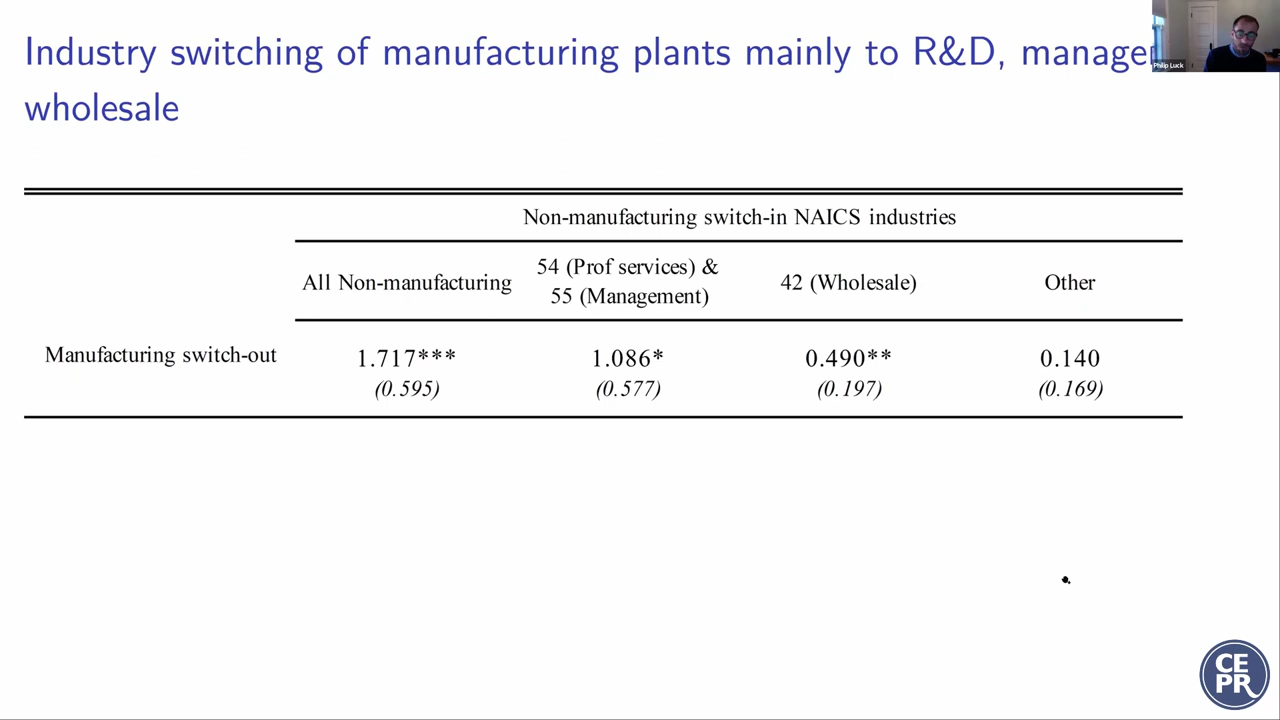 Industry switching of manufacturing plants mainly to R&D,
wholesale
Philip Luck
Non-manufacturing switch-in NAICS industries
All Non-manufacturing
54 (Prof services) &
55 (Management)
42 (Wholesale)
Other
Manufacturing switch-out
1.717***
1.086*
0.490**
0.140
(0.595)
(0.577)
(0.197)
(0.169)
CE
PR